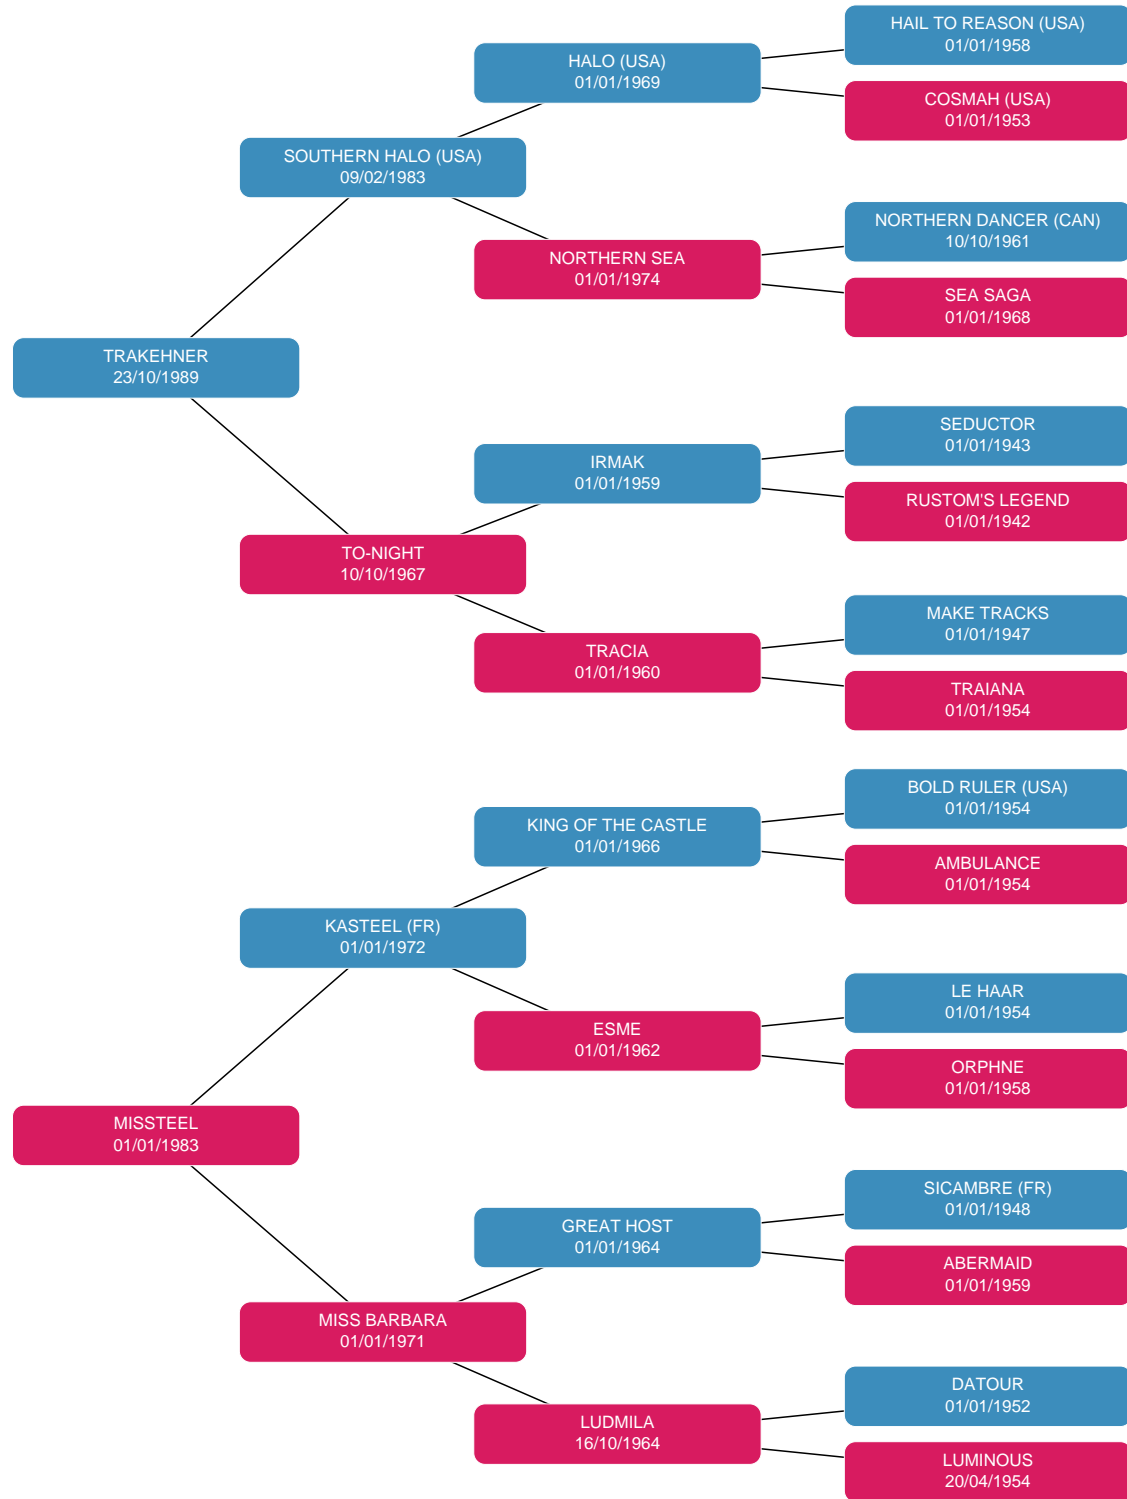 HAIL TO REASON (USA)
01/01/1958
HALO (USA)
01/01/1969
COSMAH (USA)
01/01/1953
SOUTHERN HALO (USA)
09/02/1983
NORTHERN DANCER (CAN)
10/10/1961
NORTHERN SEA
01/01/1974
SEA SAGA
01/01/1968
TRAKEHNER
23/10/1989
SEDUCTOR
01/01/1943
IRMAK
01/01/1959
RUSTOM'S LEGEND
01/01/1942
TO-NIGHT
10/10/1967
MAKE TRACKS
01/01/1947
TRACIA
01/01/1960
TRAIANA
01/01/1954
BOLD RULER (USA)
01/01/1954
KING OF THE CASTLE
01/01/1966
AMBULANCE
01/01/1954
KASTEEL (FR)
01/01/1972
LE HAAR
01/01/1954
ESME
01/01/1962
ORPHNE
01/01/1958
MISSTEEL
01/01/1983
SICAMBRE (FR)
01/01/1948
GREAT HOST
01/01/1964
ABERMAID
01/01/1959
MISS BARBARA
01/01/1971
DATOUR
01/01/1952
LUDMILA
16/10/1964
LUMINOUS
20/04/1954